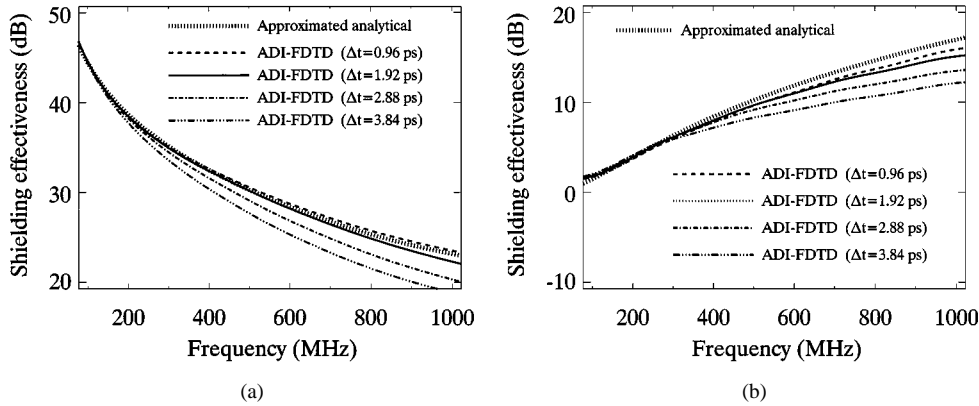 Shielding effectiveness (dB)
50
40
30
20
Approximated analytical
ADI-FDTD (Δt=0.96 ps)
ADI-FDTD (Δt=1.92 ps)
ADI-FDTD (Δt=2.88 ps)
ADI-FDTD (Δt=3.84 ps)
200 400 600 800 1000
Frequency (MHz)
(a)
Shielding effectiveness (dB)
20
10
0
-10
Approximated analytical
ADI-FDTD (Δt=0.96 ps)
ADI-FDTD (Δt=1.92 ps)
ADI-FDTD (Δt=2.88 ps)
ADI-FDTD (Δt=3.84 ps)
200 400 600 800 1000
Frequency (MHz)
(b)